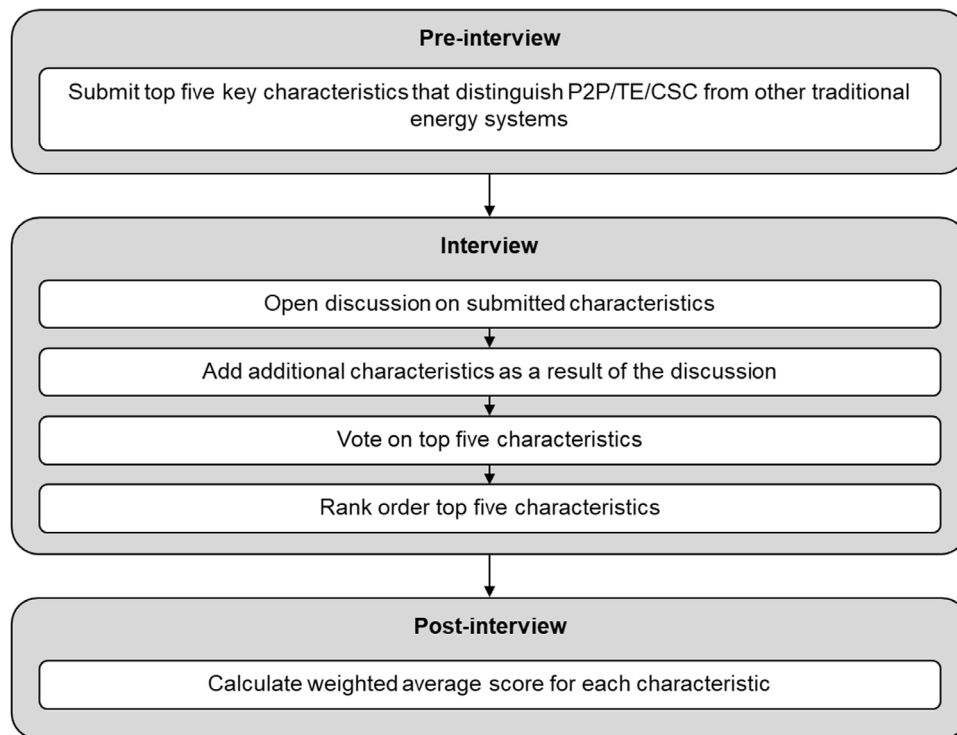 Pre-interview
Submit top five key characteristics that distinguish P2P/TE/CSC from other traditional
energy systems
Interview
Open discussion on submitted characteristics
Add additional characteristics as a result of the discussion
Vote on top five characteristics
Rank order top five characteristics
Post-interview
Calculate weighted average score for each characteristic